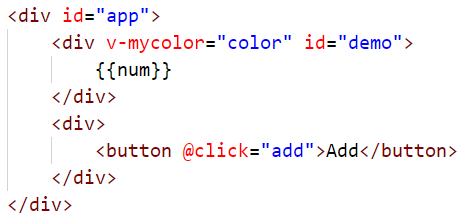 <div id="app">
    <div v-mycolor="color" id="demo">
        {{num}}
    </div>
    <div>
        <button @click="add">Add</button>
    </div>
</div>